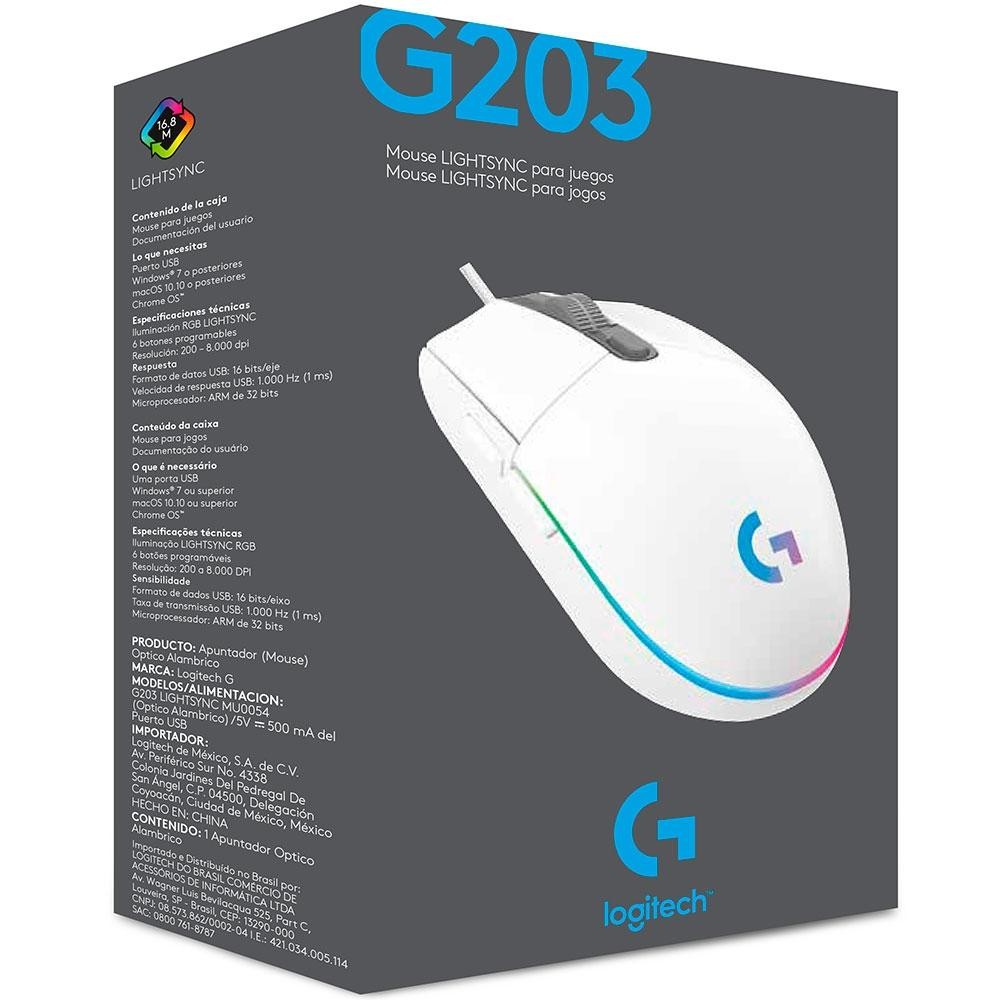 G203
Mouse LIGHTSYNC para juegos
Mouse LIGHTSYNC para jogos
16.8
M
LIGHTSYNC
Contenido de la caja
Mouse para juegos
Documentación del usuario
Lo que necesitas
Puerto USB
Windows® 7 o posteriores
macOS 10.10 o posteriores
Chrome OS™
Especificaciones técnicas
Iluminación RGB LIGHTSYNC
6 botones programables
Resolución: 200 – 8.000 dpi
Respuesta
Formato de datos USB: 16 bits/eje
Velocidad de respuesta USB: 1.000 Hz (1 ms)
Microprocesador: ARM de 32 bits
Conteúdo da caixa
Mouse para jogos
Documentação do usuário
O que é necessário
Uma porta USB
Windows® 7 ou superior
macOS 10.10 ou superior
Chrome OS™
Especificações técnicas
Iluminação LIGHTSYNC RGB
6 botões programáveis
Resolução: 200 a 8.000 DPI
Sensibilidade
Formato de dados USB: 16 bits/eixo
Taxa de transmissão USB: 1.000 Hz (1 ms)
Microprocessador: ARM de 32 bits
PRODUCTO: Apuntador (Mouse)
Optico Alambrico
MARCA: Logitech G
MODELOS/ALIMENTACION:
G203 LIGHTSYNC MU0054
(Optico Alambrico) /5V ⎓ 500 mA del
Puerto USB
IMPORTADOR:
Logitech de México, S.A. de C.V.
Av. Periférico Sur No. 4338
Colonia Jardines Del Pedregal De
San Ángel, C.P. 04500, Delegación
Coyoacán, Ciudad de México, México
HECHO EN: CHINA
CONTENIDO: 1 Apuntador Optico
Alambrico
Importado e Distribuído no Brasil por:
LOGITECH DO BRASIL COMÉRCIO DE
ACESSÓRIOS DE INFORMÁTICA LTDA
Av. Wagner Luis Bevilacqua 525, Part C,
Louveira, SP - Brasil, CEP: 13290-000
CNPJ: 08.573.862/0002-04 I.E.: 421.034.005.114
SAC: 0800 761-8787
logitech™